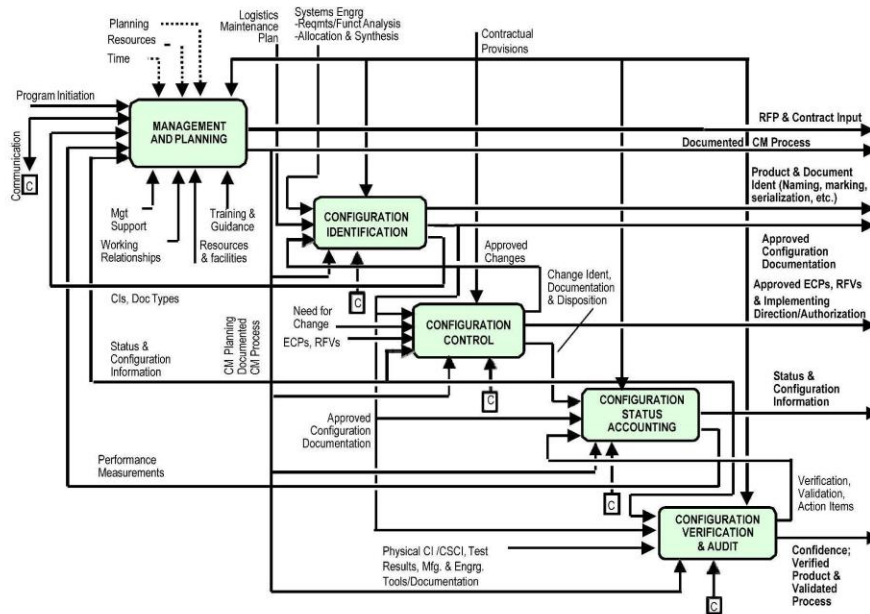 Planning
Resources
Time
Logistics
Maintenance
Plan
Systems Engrg
-Reqmts/Funct Analysis
-Allocation & Synthesis
Contractual
Provisions
Program Initiation
Communication
C
MANAGEMENT
AND PLANNING
RFP & Contract Input
Documented CM Process
Mgt
Support
Working
Relationships
Resources
& facilities
Training &
Guidance
Product & Document
Ident (Naming, marking,
serialization, etc.)
CONFIGURATION
IDENTIFICATION
Approved
Configuration
Documentation
Approved
Changes
C
CIs, Doc Types
Change Ident,
Documentation
& Disposition
Approved ECPs, RFVs
& Implementing
Direction/Authorization
Need for
Change
ECPs, RFVs
CONFIGURATION
CONTROL
C
Status &
Configuration
Information
CM Planning
Documented
CM Process
Status &
Configuration
Information
CONFIGURATION
STATUS
ACCOUNTING
C
Approved
Configuration
Documentation
Performance
Measurements
Verification,
Validation,
Action Items
CONFIGURATION
VERIFICATION
& AUDIT
C
Physical CI /CSCI, Test
Results, Mfg. & Engrg.
Tools/Documentation
Confidence;
Verified
Product &
Validated
Process